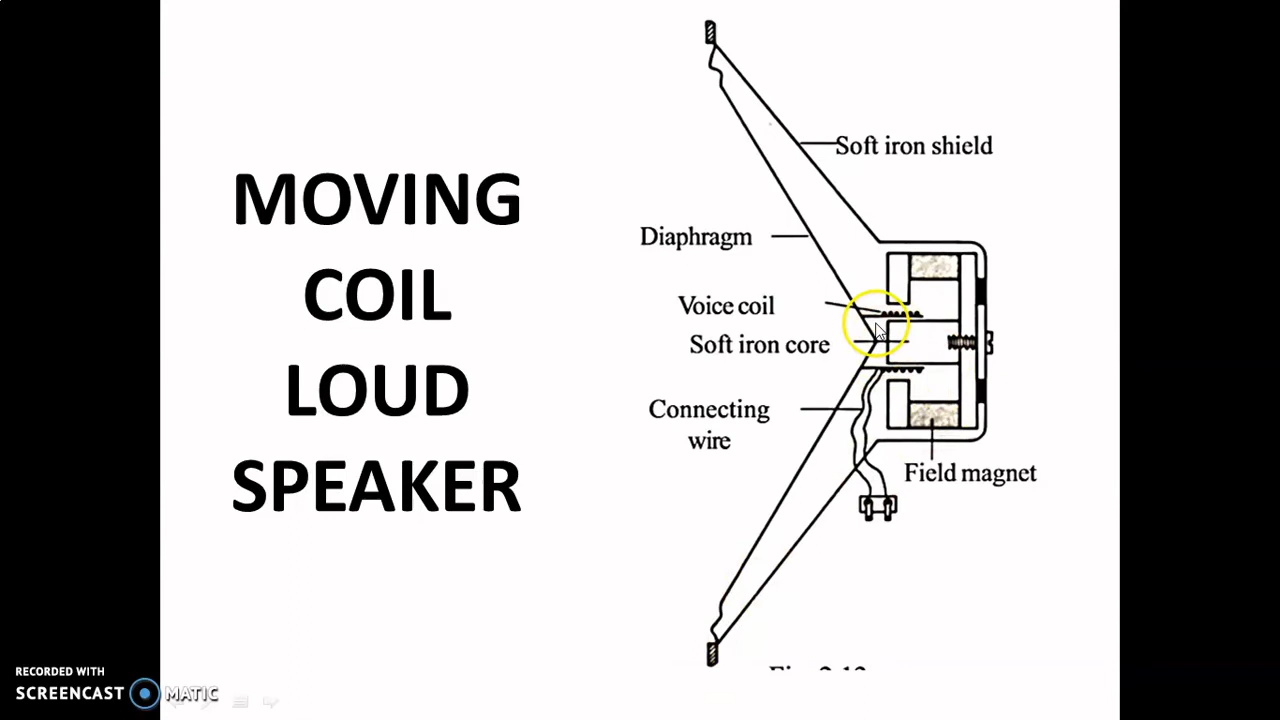 MOVING
COIL
LOUD
SPEAKER
Soft iron shield
Diaphragm
Voice coil
Soft iron core
Connecting
wire
Field magnet
RECORDED WITH
SCREENCAST MATIC